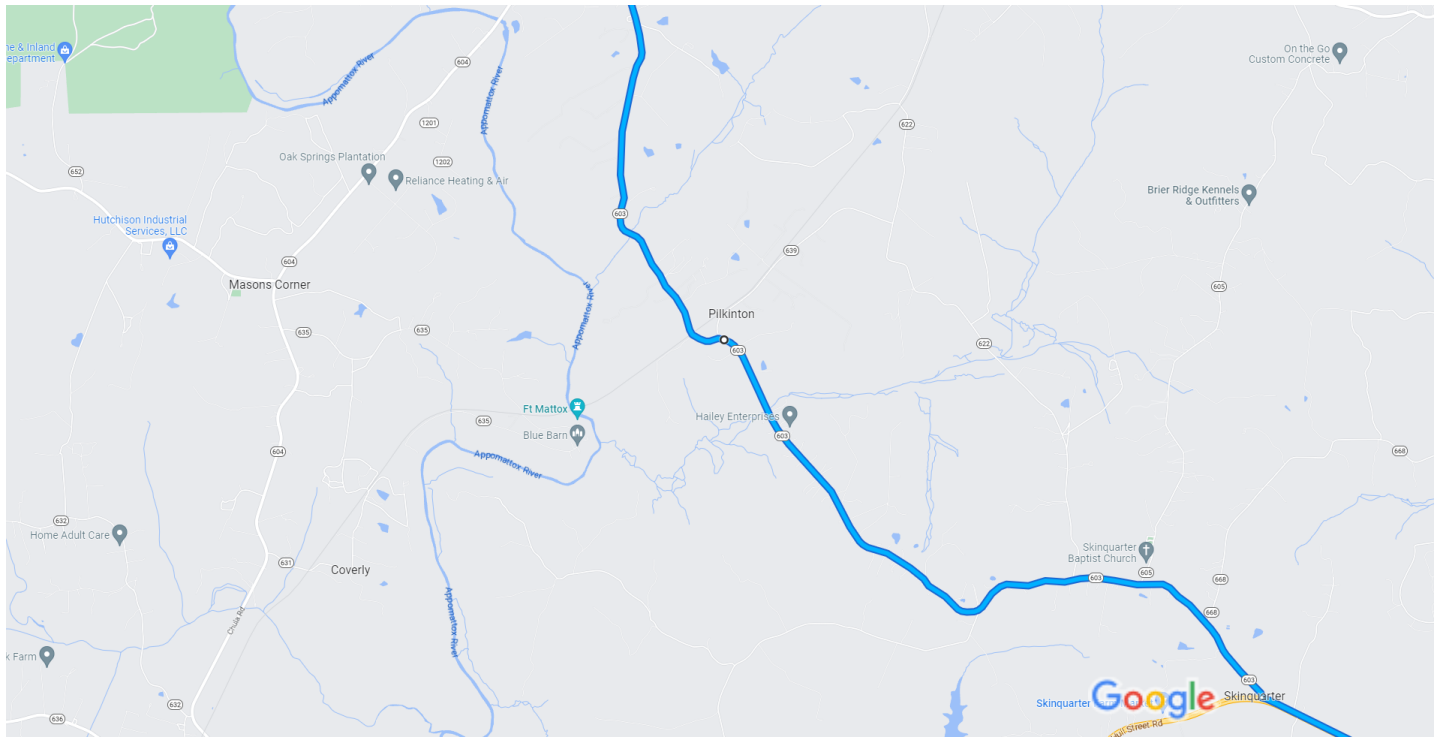 ne & Inland
epartment
Appomattox River
604
Appomattox River
On the Go
Custom Concrete
1201
622
Oak Springs Plantation
1202
652
Reliance Heating & Air
Brier Ridge Kennels
& Outfitters
Hutchison Industrial
Services, LLC
603
639
604
Masons Corner
605
Appomattox Ri
Pilkinton
635
635
622
603
Ft Mattox
Hailey Enterprises
635
Blue Barn
603
604
Appomattox River
668
632
Home Adult Care
Skinquarter
Baptist Church
631
Coverly
603
605
668
Chula Rd
Appomattox River
668
k Farm
603
Google
Skinquarter
Skinquarter
632
636
ull Street Rd